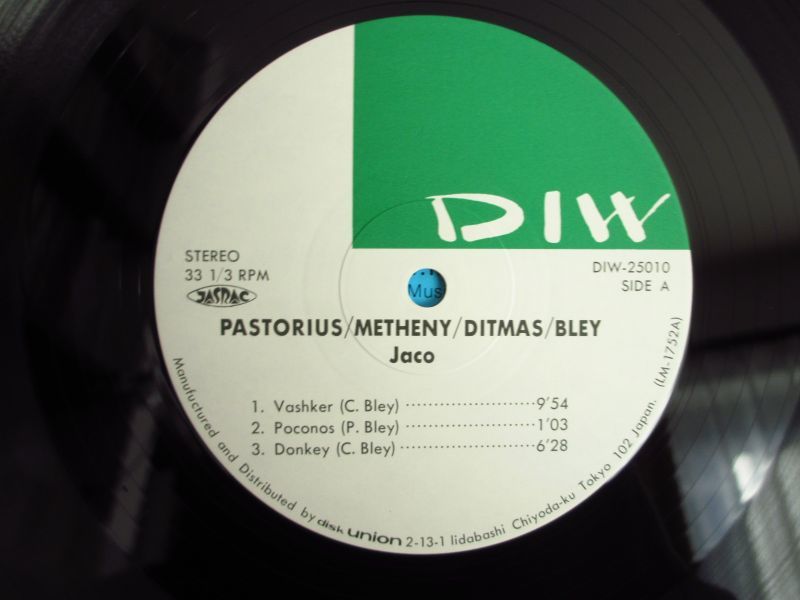 DIW
STEREO
33 1/3 RPM
JASRAC
DIW-25010
SIDE A
Mus
PASTORIUS/METHENY/DITMAS/BLEY
Jaco
1. Vashker (C. Bley) ·························9'54
2. Poconos (P. Bley) ·························1'03
3. Donkey (C. Bley) ·························6'28
Manufuctured and Distributed by disk union 2-13-1 Iidabashi Chiyoda-ku Tokyo 102 Japan. (LM-1752A)